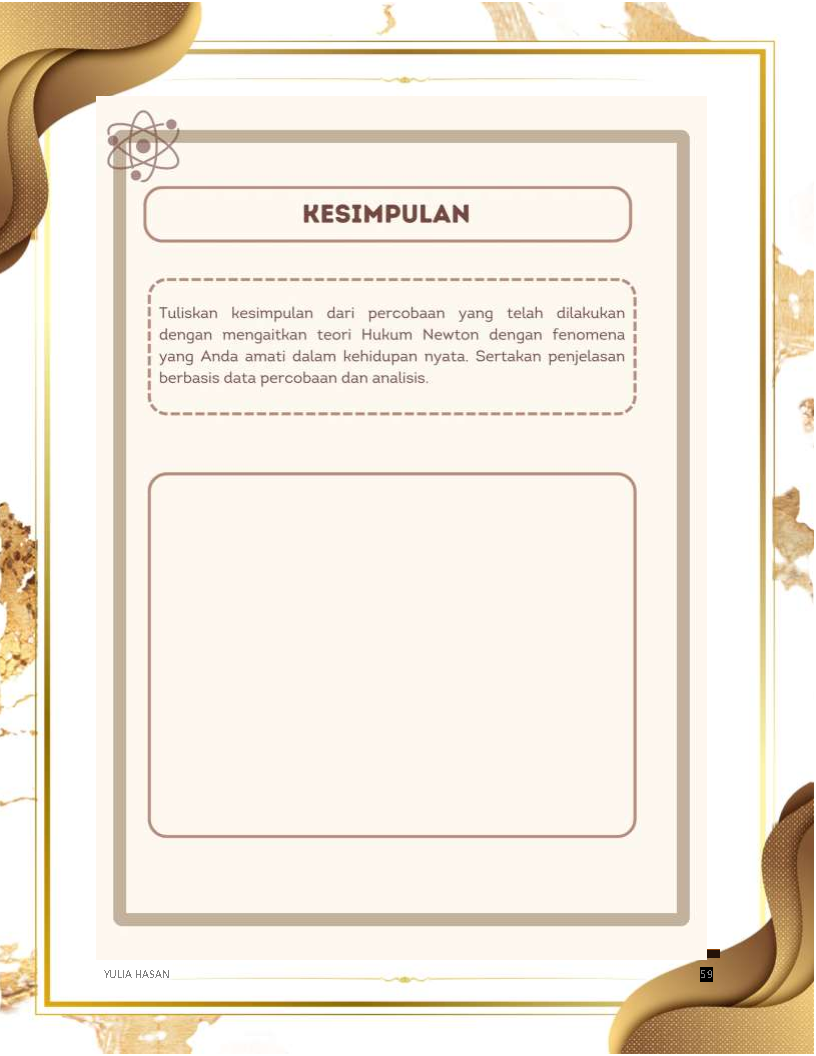 KESIMPULAN
Tuliskan kesimpulan dari percobaan yang telah dilakukan
dengan mengaitkan teori Hukum Newton dengan fenomena
yang Anda amati dalam kehidupan nyata. Sertakan penjelasan
berbasis data percobaan dan analisis.
YULIA HASAN
59